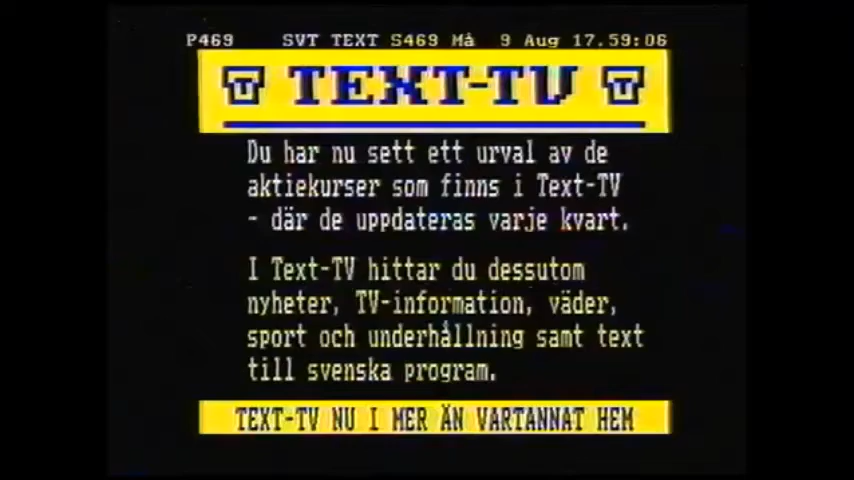 P469 SVT TEXT S469 Må 9 Aug 17.59:06
TEXT-TV
Du har nu sett ett urval av de
aktiekurser som finns i Text-TV
- där de uppdateras varje kvart.
I Text-TV hittar du dessutom
nyheter, TV-information, väder,
sport och underhållning samt text
till svenska program.
TEXT-TV NU I MER ÄN VARTANNAT HEM